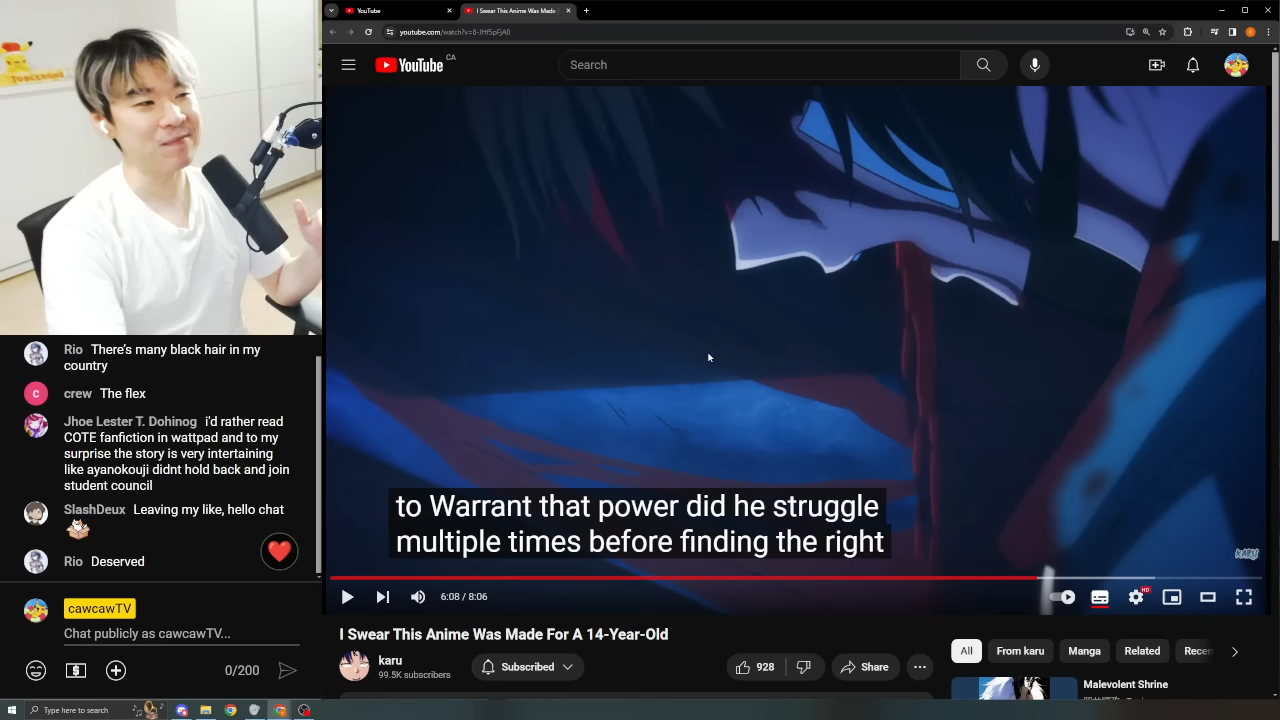 YouTube
I Swear This Anime Was Made
youtube.com/watch?v=8-JHf5pFjA0
YouTube CA
Search
Rio There's many black hair in my
country
crew The flex
Jhoe Lester T. Dohinog i'd rather read
COTE fanfiction in wattpad and to my
surprise the story is very intertaining
like ayanokouji didnt hold back and join
student council
SlashDeux Leaving my like, hello chat
Rio Deserved
cawcawTV
Chat publicly as cawcawTV...
0/200
to Warrant that power did he struggle
multiple times before finding the right
KARU
6:08 / 8:06
HD
I Swear This Anime Was Made For A 14-Year-Old
karu
99.5K subscribers
Subscribed
928
Share
All
From karu
Manga
Related
Recen
Malevolent Shrine
Type here to search